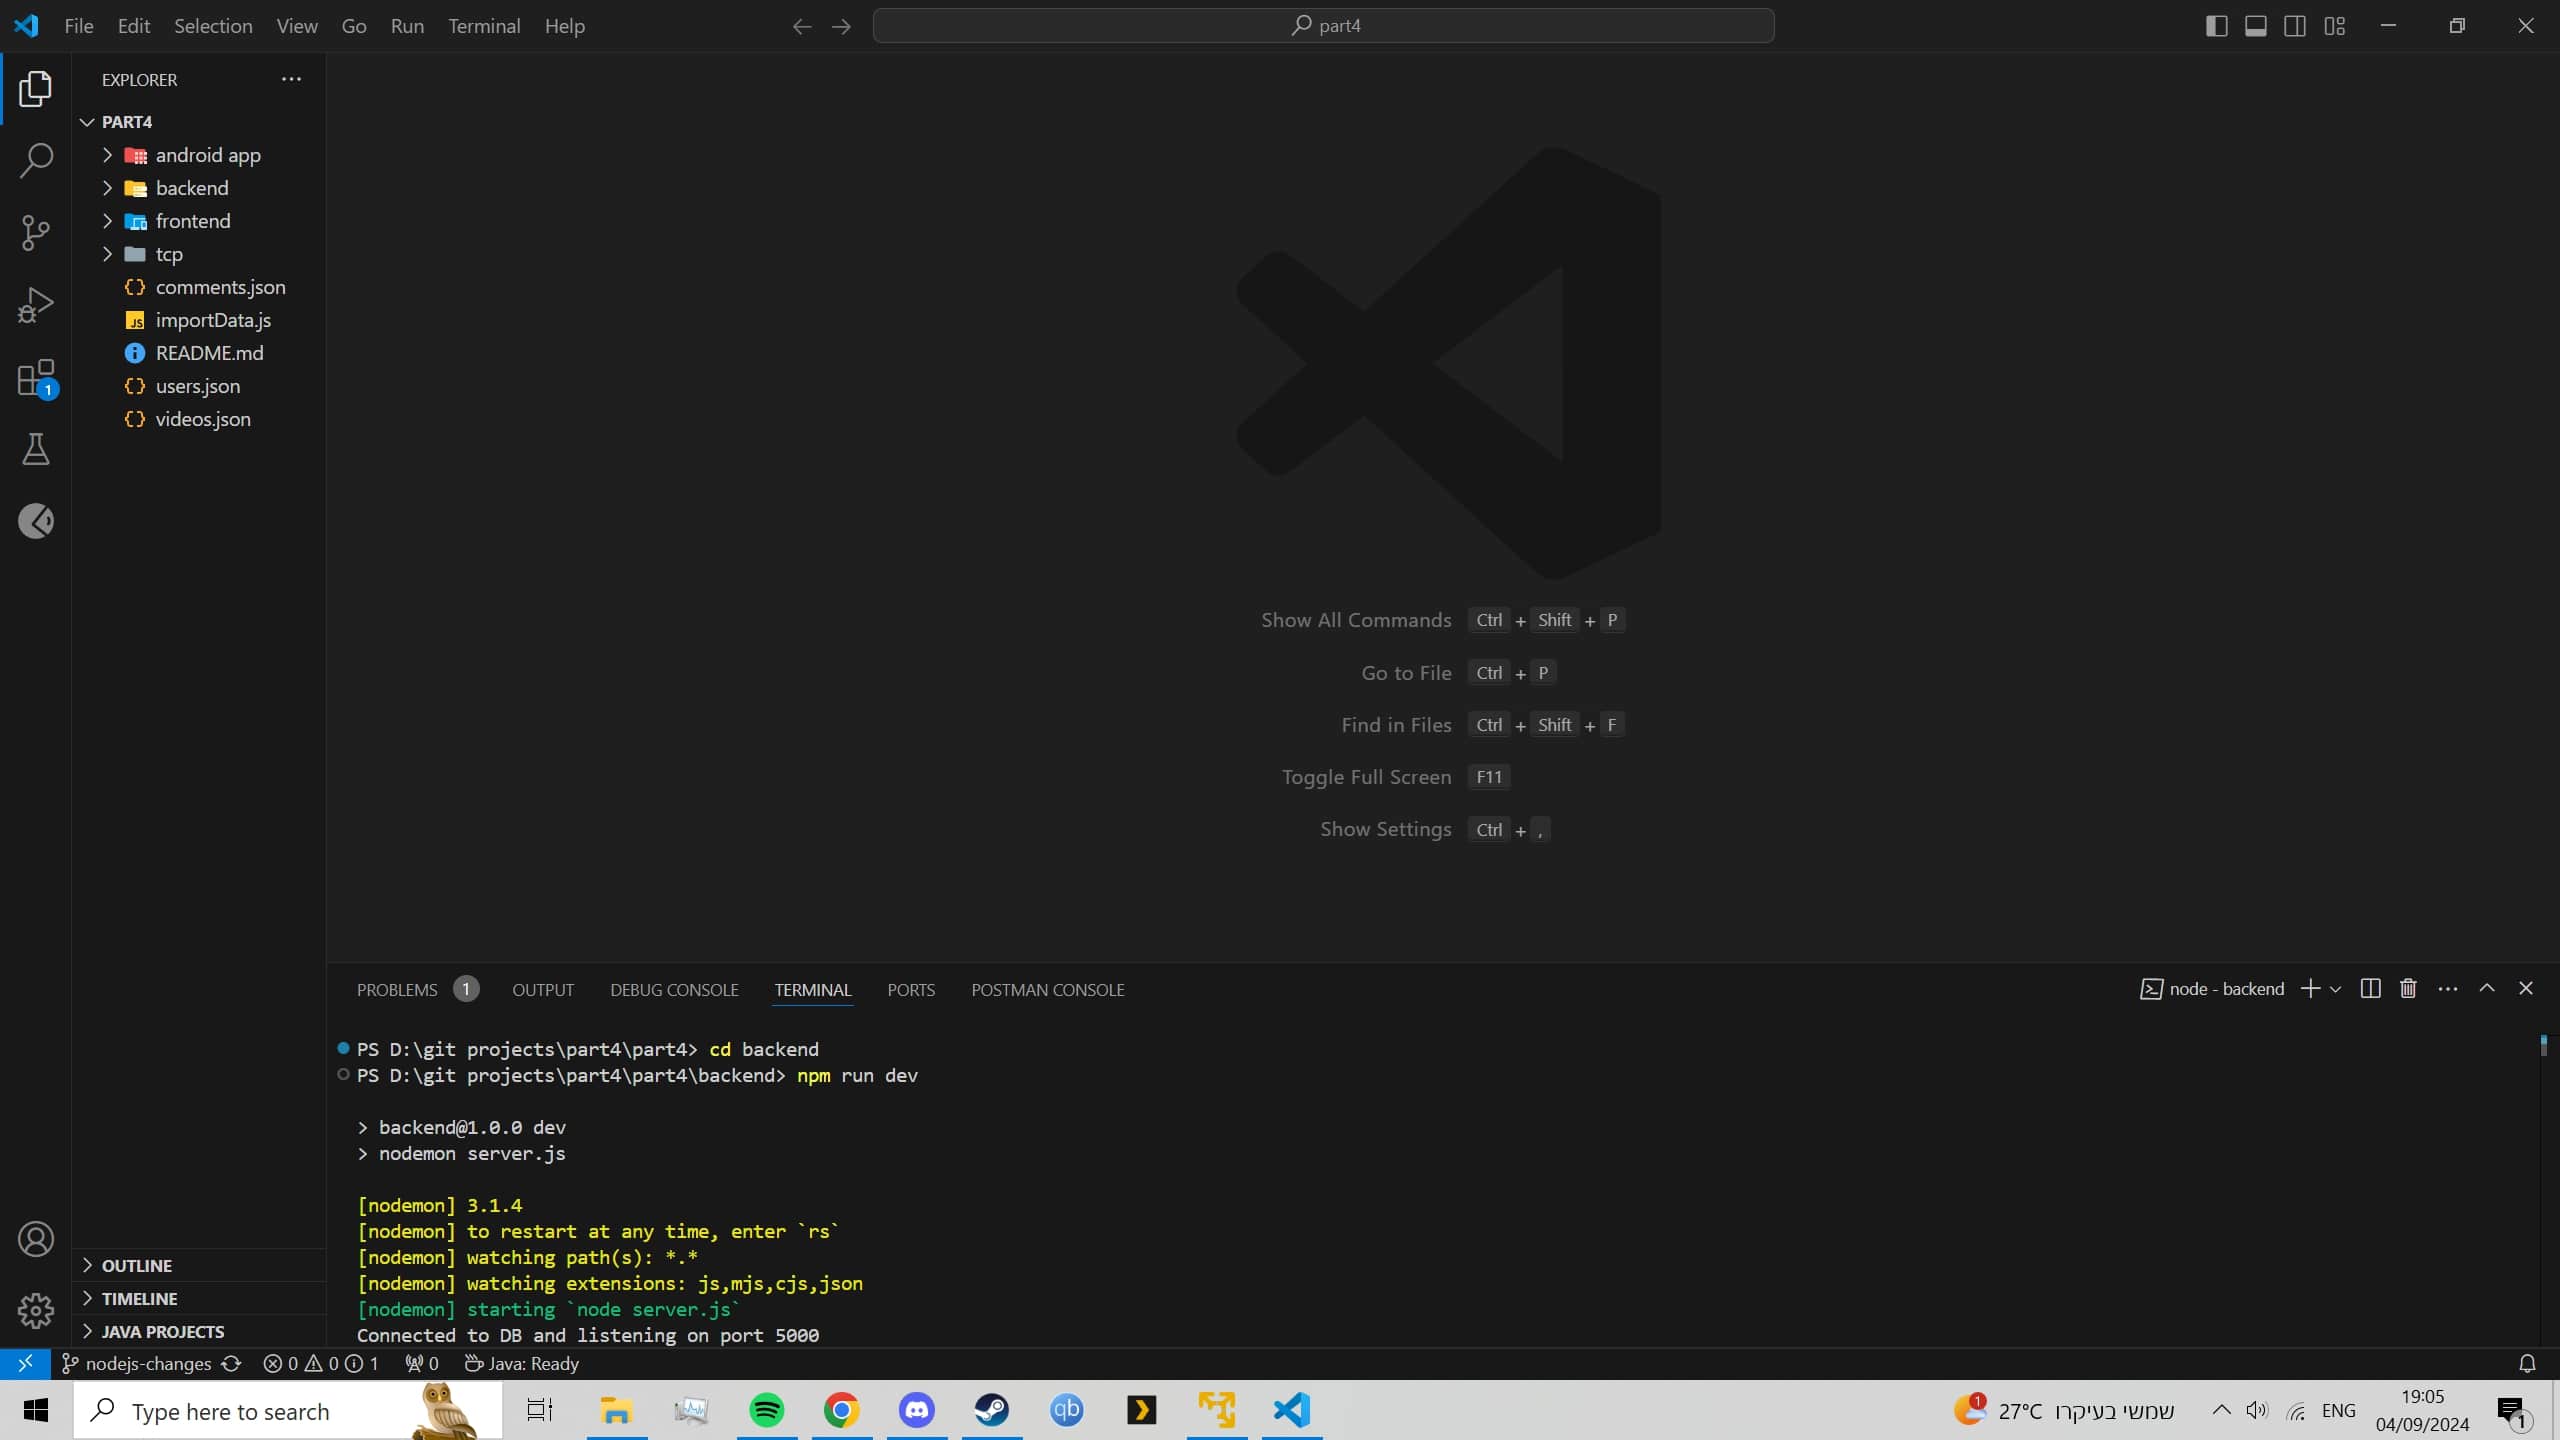 File Edit Selection View Go Run Terminal Help
part4
EXPLORER
PART4
android app
backend
frontend
tcp
comments.json
JS importData.js
README.md
users.json
videos.json
1
Show All Commands Ctrl + Shift + P
Go to File Ctrl + P
Find in Files Ctrl + Shift + F
Toggle Full Screen F11
Show Settings Ctrl + ,
PROBLEMS 1 OUTPUT DEBUG CONSOLE TERMINAL PORTS POSTMAN CONSOLE
node - backend
PS D:\git projects\part4\part4> cd backend
PS D:\git projects\part4\part4\backend> npm run dev
> backend@1.0.0 dev
> nodemon server.js
[nodemon] 3.1.4
[nodemon] to restart at any time, enter `rs`
[nodemon] watching path(s): *.*
[nodemon] watching extensions: js,mjs,cjs,json
[nodemon] starting `node server.js`
Connected to DB and listening on port 5000
OUTLINE
TIMELINE
JAVA PROJECTS
nodejs-changes 0 0 1 0 Java: Ready
Type here to search
qb
1
27°C שמשי בעיקרו
ENG
19:05
04/09/2024
1